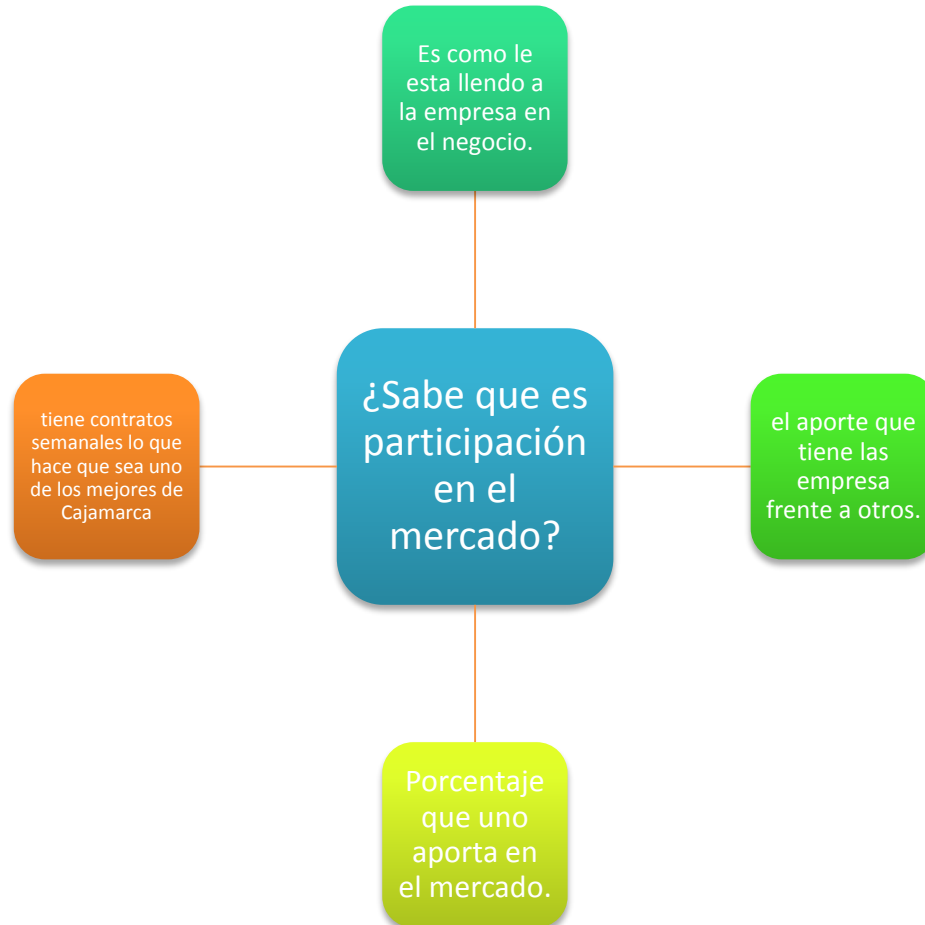 Es como le
esta llendo a
la empresa en
el negocio.
tiene contratos
semanales lo que
hace que sea uno
de los mejores de
Cajamarca
¿Sabe que es
participación
en el
mercado?
el aporte que
tiene las
empresa
frente a otros.
Porcentaje
que uno
aporta en
el mercado.